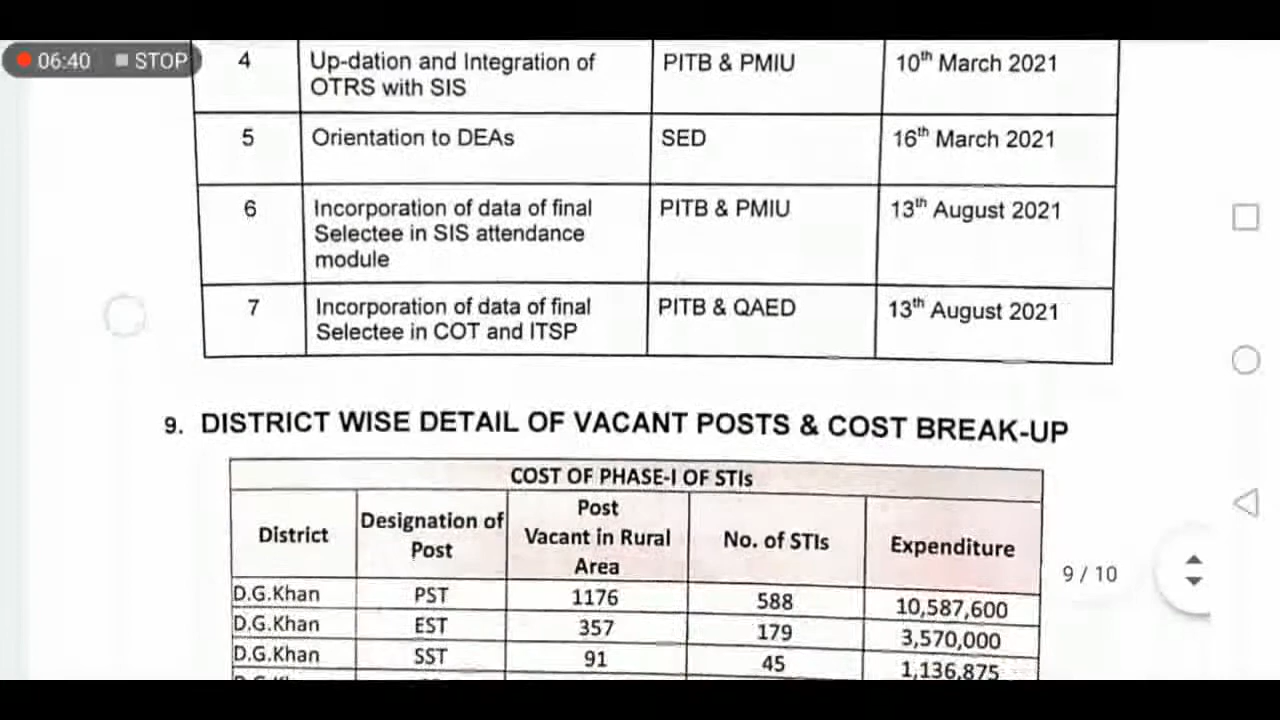 06:40 STOP
4 Up-dation and Integration of PITB & PMIU 10th March 2021
OTRS with SIS
5 Orientation to DEAs SED 16th March 2021
6 Incorporation of data of final PITB & PMIU 13th August 2021
Selectee in SIS attendance
module
7 Incorporation of data of final PITB & QAED 13th August 2021
Selectee in COT and ITSP
9. DISTRICT WISE DETAIL OF VACANT POSTS & COST BREAK-UP
COST OF PHASE-I OF STIs
District Designation of Post Post Vacant in Rural Area No. of STIs Expenditure
D.G.Khan PST 1176 588 10,587,600
D.G.Khan EST 357 179 3,570,000
D.G.Khan SST 91 45 1,136,875
9 / 10